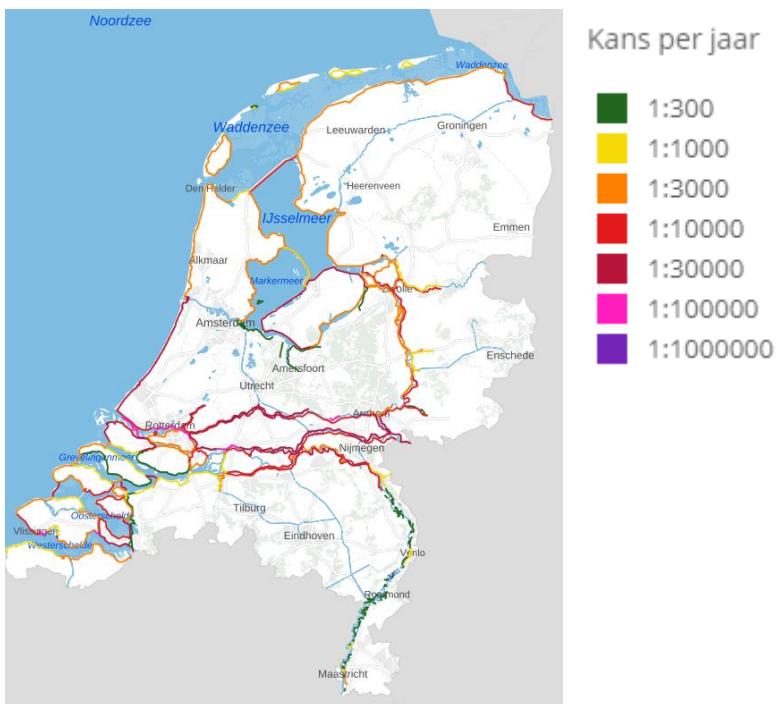 Noordzee
Kans per jaar
Waddenzee
1:300
Waddenzee
Leeuwarden
Groningen
1:1000
Den Helder
Heerenveen
1:3000
IJsselmeer
Emmen
1:10000
Alkmaar
Markermeer
Zwolle
1:30000
1:100000
Amsterdam
1:1000000
Enschede
Amersfoort
Utrecht
Arnhem
Rotterdam
Nijmegen
Grevelingenmeer
Tilburg
Oosterschelde
Vlissingen
Eindhoven
Westerschelde
Venlo
Roermond
Maastricht